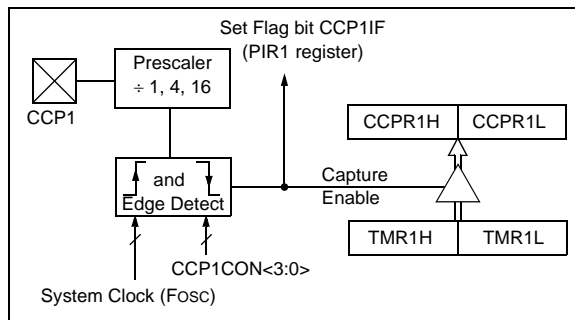 Set Flag bit CCP1IF
(PIR1 register)
Prescaler
÷ 1, 4, 16
CCP1
CCPR1H CCPR1L
and
Edge Detect
Capture
Enable
TMR1H TMR1L
CCP1CON<3:0>
System Clock (FOSC)